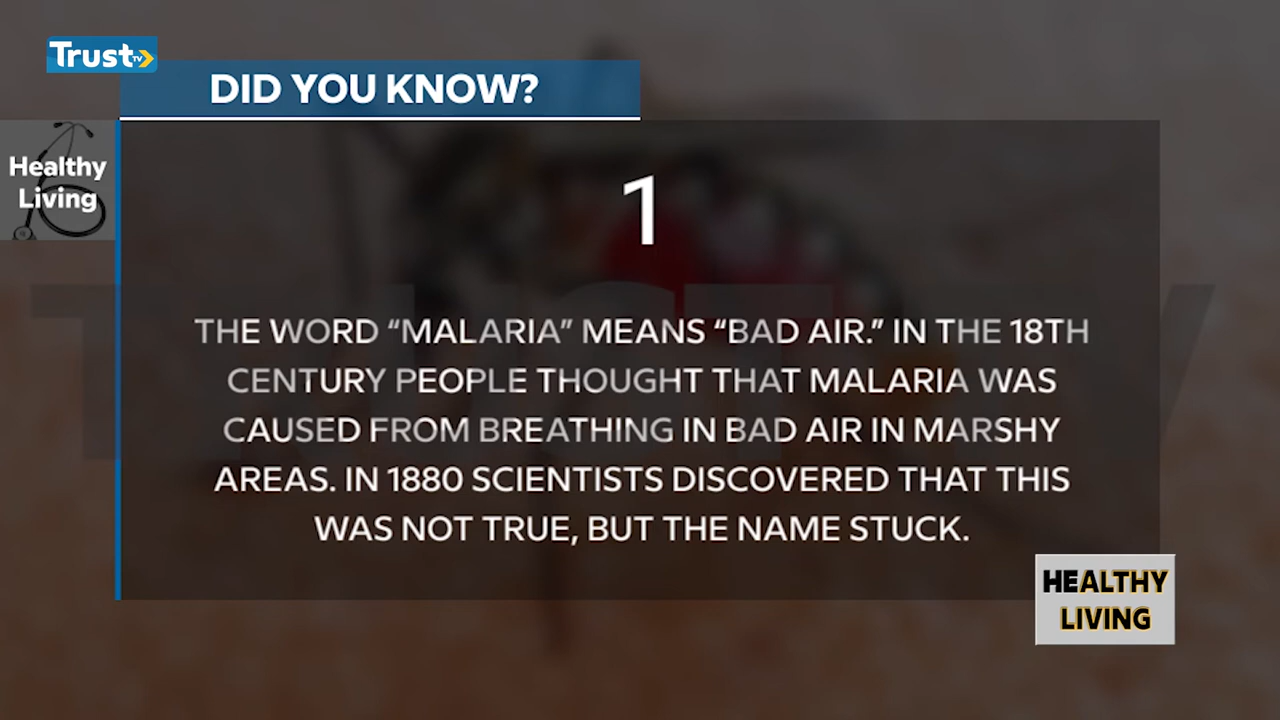 Trust TV
DID YOU KNOW?
Healthy
Living
1
THE WORD “MALARIA” MEANS “BAD AIR.” IN THE 18TH
CENTURY PEOPLE THOUGHT THAT MALARIA WAS
CAUSED FROM BREATHING IN BAD AIR IN MARSHY
AREAS. IN 1880 SCIENTISTS DISCOVERED THAT THIS
WAS NOT TRUE, BUT THE NAME STUCK.
HEALTHY
LIVING
TRUST TV